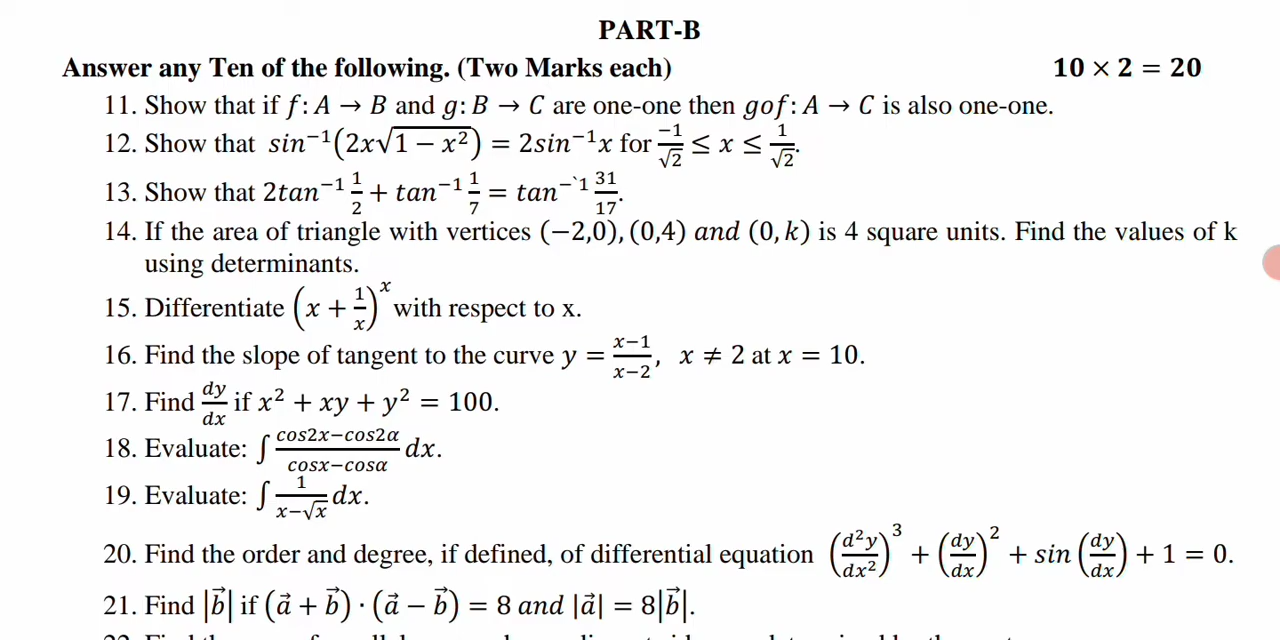 PART-B
Answer any Ten of the following. (Two Marks each) 10 × 2 = 20
11. Show that if f: A → B and g: B → C are one-one then gof: A → C is also one-one.
12. Show that sin⁻¹(2x√(1 − x²)) = 2sin⁻¹x for −1/√2 ≤ x ≤ 1/√2.
13. Show that 2tan⁻¹ 1/2 + tan⁻¹ 1/7 = tan⁻`¹ 31/17.
14. If the area of triangle with vertices (−2,0), (0,4) and (0, k) is 4 square units. Find the values of k
using determinants.
15. Differentiate (x + 1/x)ˣ with respect to x.
16. Find the slope of tangent to the curve y = (x−1)/(x−2), x ≠ 2 at x = 10.
17. Find dy/dx if x² + xy + y² = 100.
18. Evaluate: ∫ (cos2x−cos2α)/(cosx−cosα) dx.
19. Evaluate: ∫ 1/(x−√x) dx.
20. Find the order and degree, if defined, of differential equation (d²y/dx²)³ + (dy/dx)² + sin (dy/dx) + 1 = 0.
21. Find |b⃗| if (a⃗ + b⃗) · (a⃗ − b⃗) = 8 and |a⃗| = 8|b⃗|.